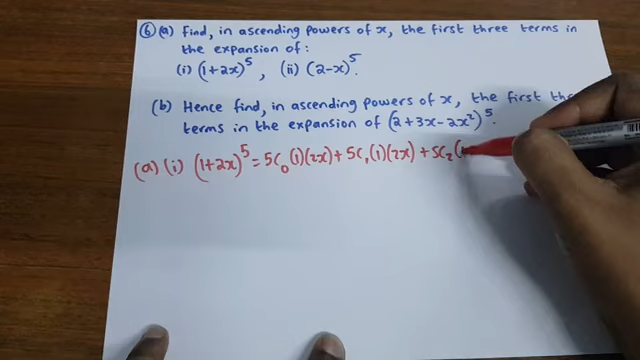 ⑥ (a) Find, in ascending powers of x, the first three terms in
the expansion of:
(i) (1+2x)⁵, (ii) (2-x)⁵.
(b) Hence find, in ascending powers of x, the first
terms in the expansion of (2+3x-2x²)⁵.
(a) (i) (1+2x)⁵ = 5C₀(1)(2x) + 5C₁(1)(2x) + 5C₂(